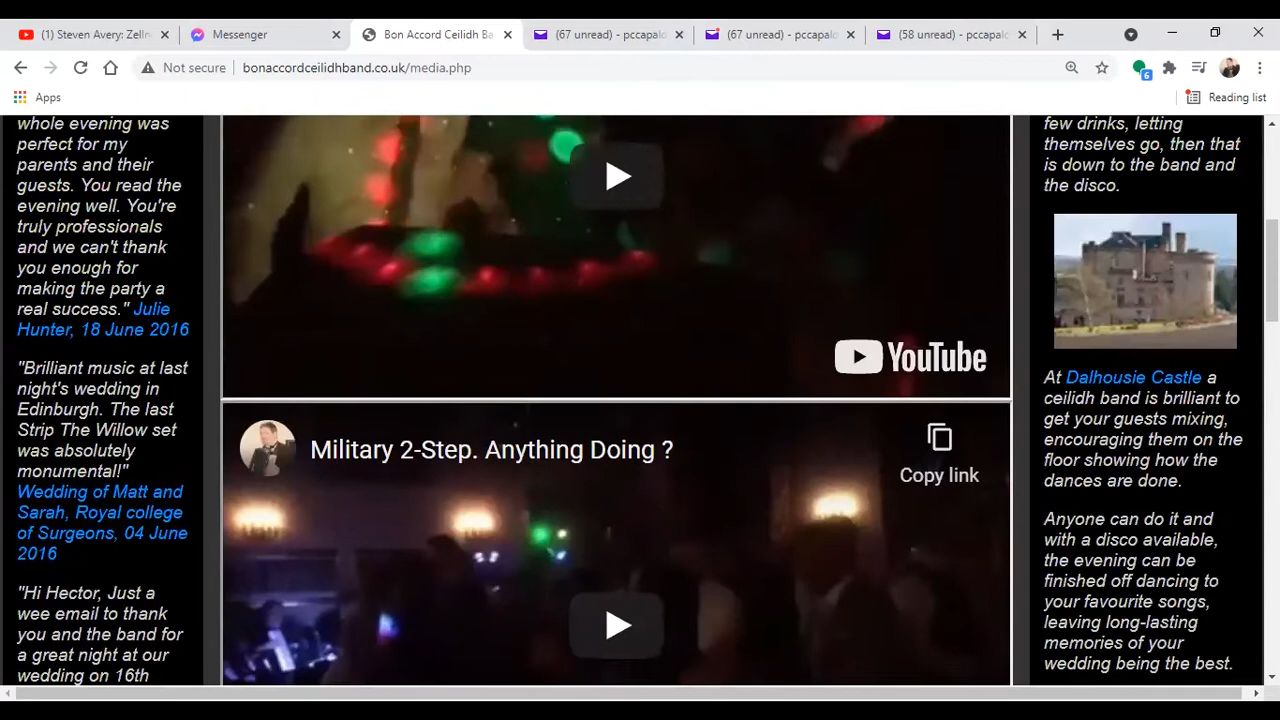 (1) Steven Avery: Zelln
Messenger
Bon Accord Ceilidh Ba
(67 unread) - pccapalo
(67 unread) - pccapalo
(58 unread) - pccapalo
Not secure
bonaccordceilidhband.co.uk/media.php
6
Apps
Reading list
whole evening was
perfect for my
parents and their
guests. You read the
evening well. You're
truly professionals
and we can't thank
you enough for
making the party a
real success." Julie
Hunter, 18 June 2016
"Brilliant music at last
night's wedding in
Edinburgh. The last
Strip The Willow set
was absolutely
monumental!"
Wedding of Matt and
Sarah, Royal college
of Surgeons, 04 June
2016
"Hi Hector, Just a
wee email to thank
you and the band for
a great night at our
wedding on 16th
YouTube
Military 2-Step. Anything Doing ?
Copy link
few drinks, letting
themselves go, then that
is down to the band and
the disco.
At Dalhousie Castle a
ceilidh band is brilliant to
get your guests mixing,
encouraging them on the
floor showing how the
dances are done.
Anyone can do it and
with a disco available,
the evening can be
finished off dancing to
your favourite songs,
leaving long-lasting
memories of your
wedding being the best.